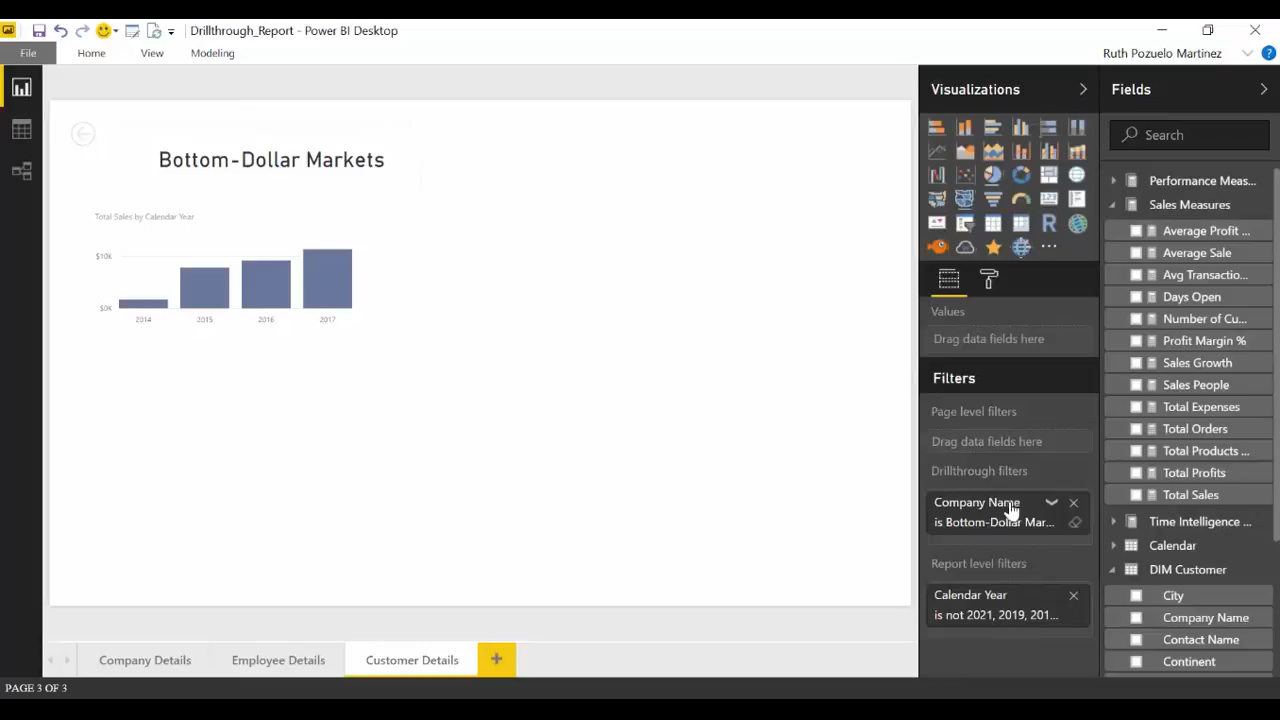 Drillthrough_Report - Power BI Desktop
File
Home
View
Modeling
Ruth Pozuelo Martinez
?
Bottom-Dollar Markets
Total Sales by Calendar Year
$10K
$0K
2014
2015
2016
2017
Visualizations
R
Values
Drag data fields here
Filters
Page level filters
Drag data fields here
Drillthrough filters
Company Name
is Bottom-Dollar Mar...
Report level filters
Calendar Year
is not 2021, 2019, 201...
Fields
Search
Performance Meas...
Sales Measures
Average Profit ...
Average Sale
Avg Transactio...
Days Open
Number of Cu...
Profit Margin %
Sales Growth
Sales People
Total Expenses
Total Orders
Total Products ...
Total Profits
Total Sales
Time Intelligence ...
Calendar
DIM Customer
City
Company Name
Contact Name
Continent
Company Details
Employee Details
Customer Details
+
PAGE 3 OF 3